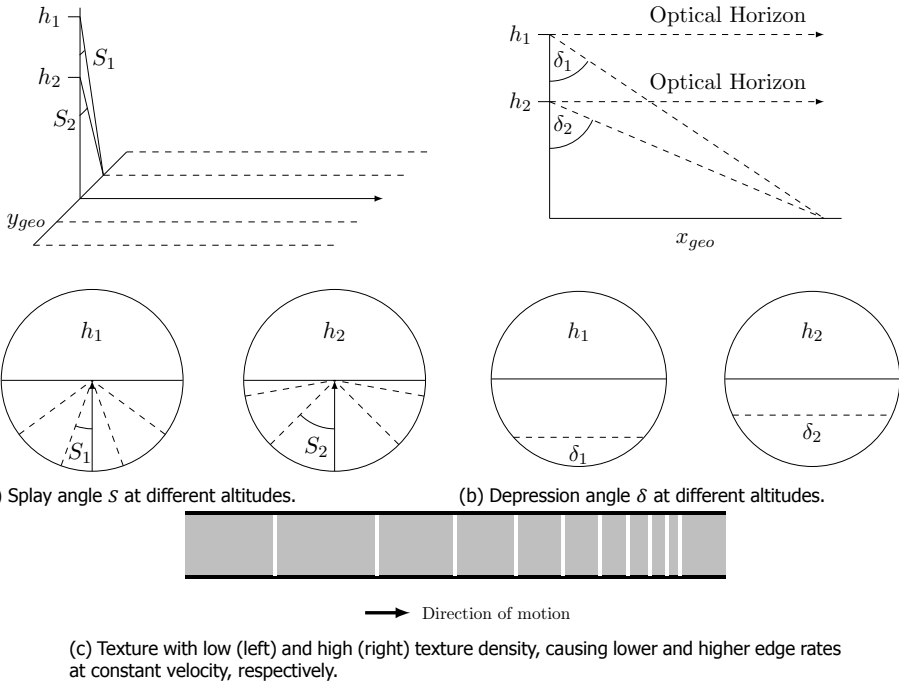 h₁
S₁
h₂
S₂
y_geo
Optical Horizon
h₁
δ₁
Optical Horizon
h₂
δ₂
x_geo
h₁
S₁
h₂
S₂
h₁
δ₁
h₂
δ₂
) Splay angle S at different altitudes.
(b) Depression angle δ at different altitudes.
Direction of motion
(c) Texture with low (left) and high (right) texture density, causing lower and higher edge rates
at constant velocity, respectively.